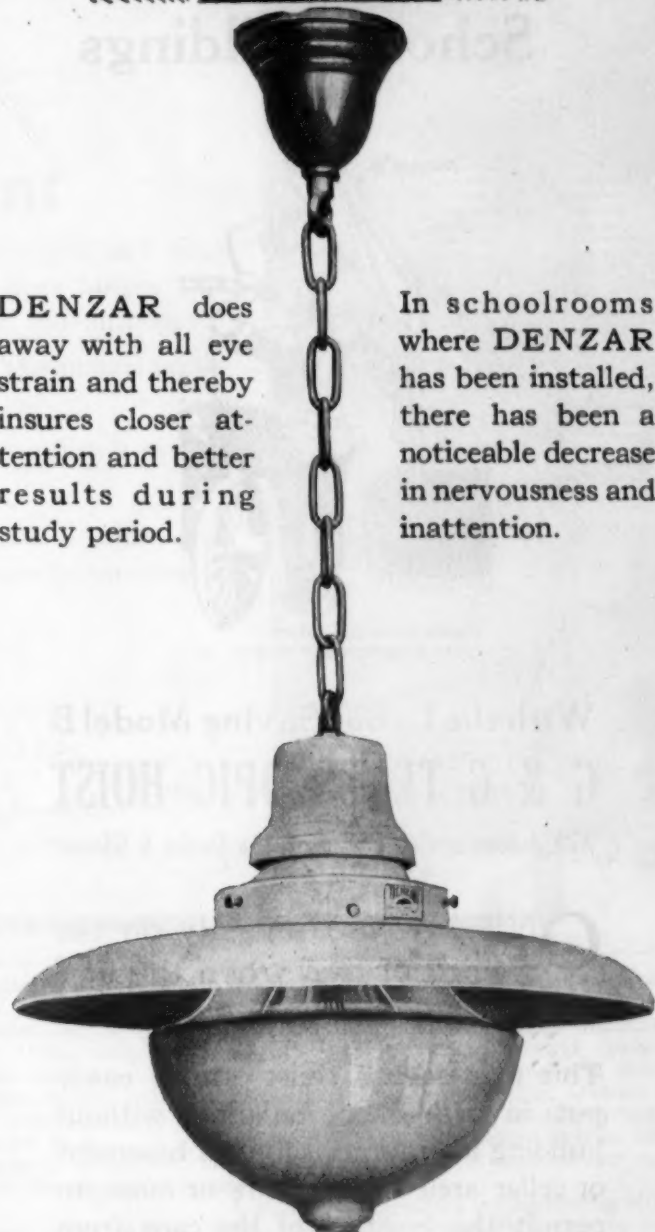 DENZAR does
away with all eye
strain and thereby
insures closer at-
tention and better
results during
study period.
In schoolrooms
where DENZAR
has been installed,
there has been a
noticeable decrease
in nervousness and
inattention.